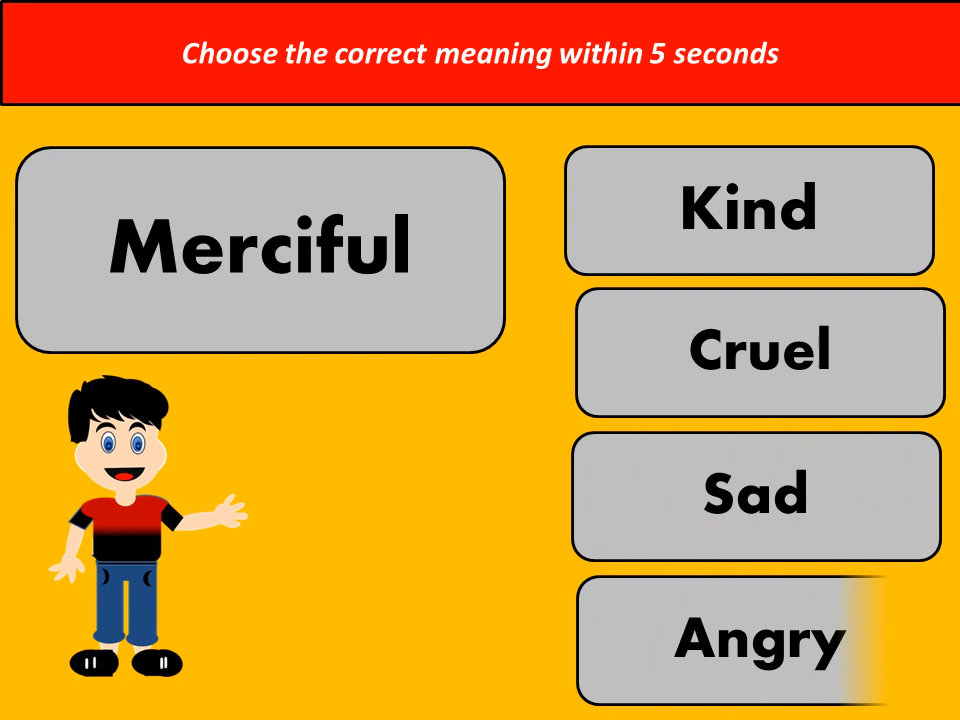 Choose the correct meaning within 5 seconds
Merciful
Kind
Cruel
Sad
Angry